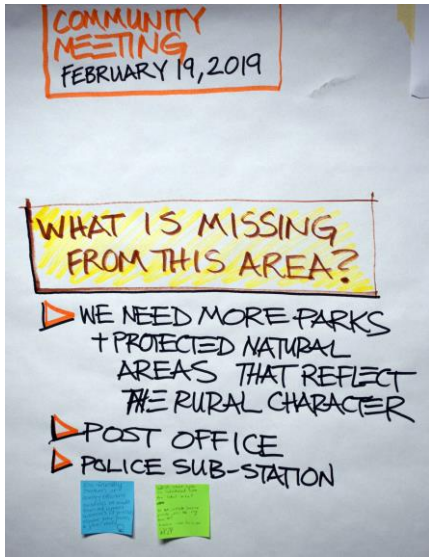 COMMUNITY
MEETING
FEBRUARY 19, 2019
WHAT IS MISSING
FROM THIS AREA?
WE NEED MORE PARKS
+ PROTECTED NATURAL
AREAS THAT REFLECT
THE RURAL CHARACTER
POST OFFICE
POLICE SUB-STATION